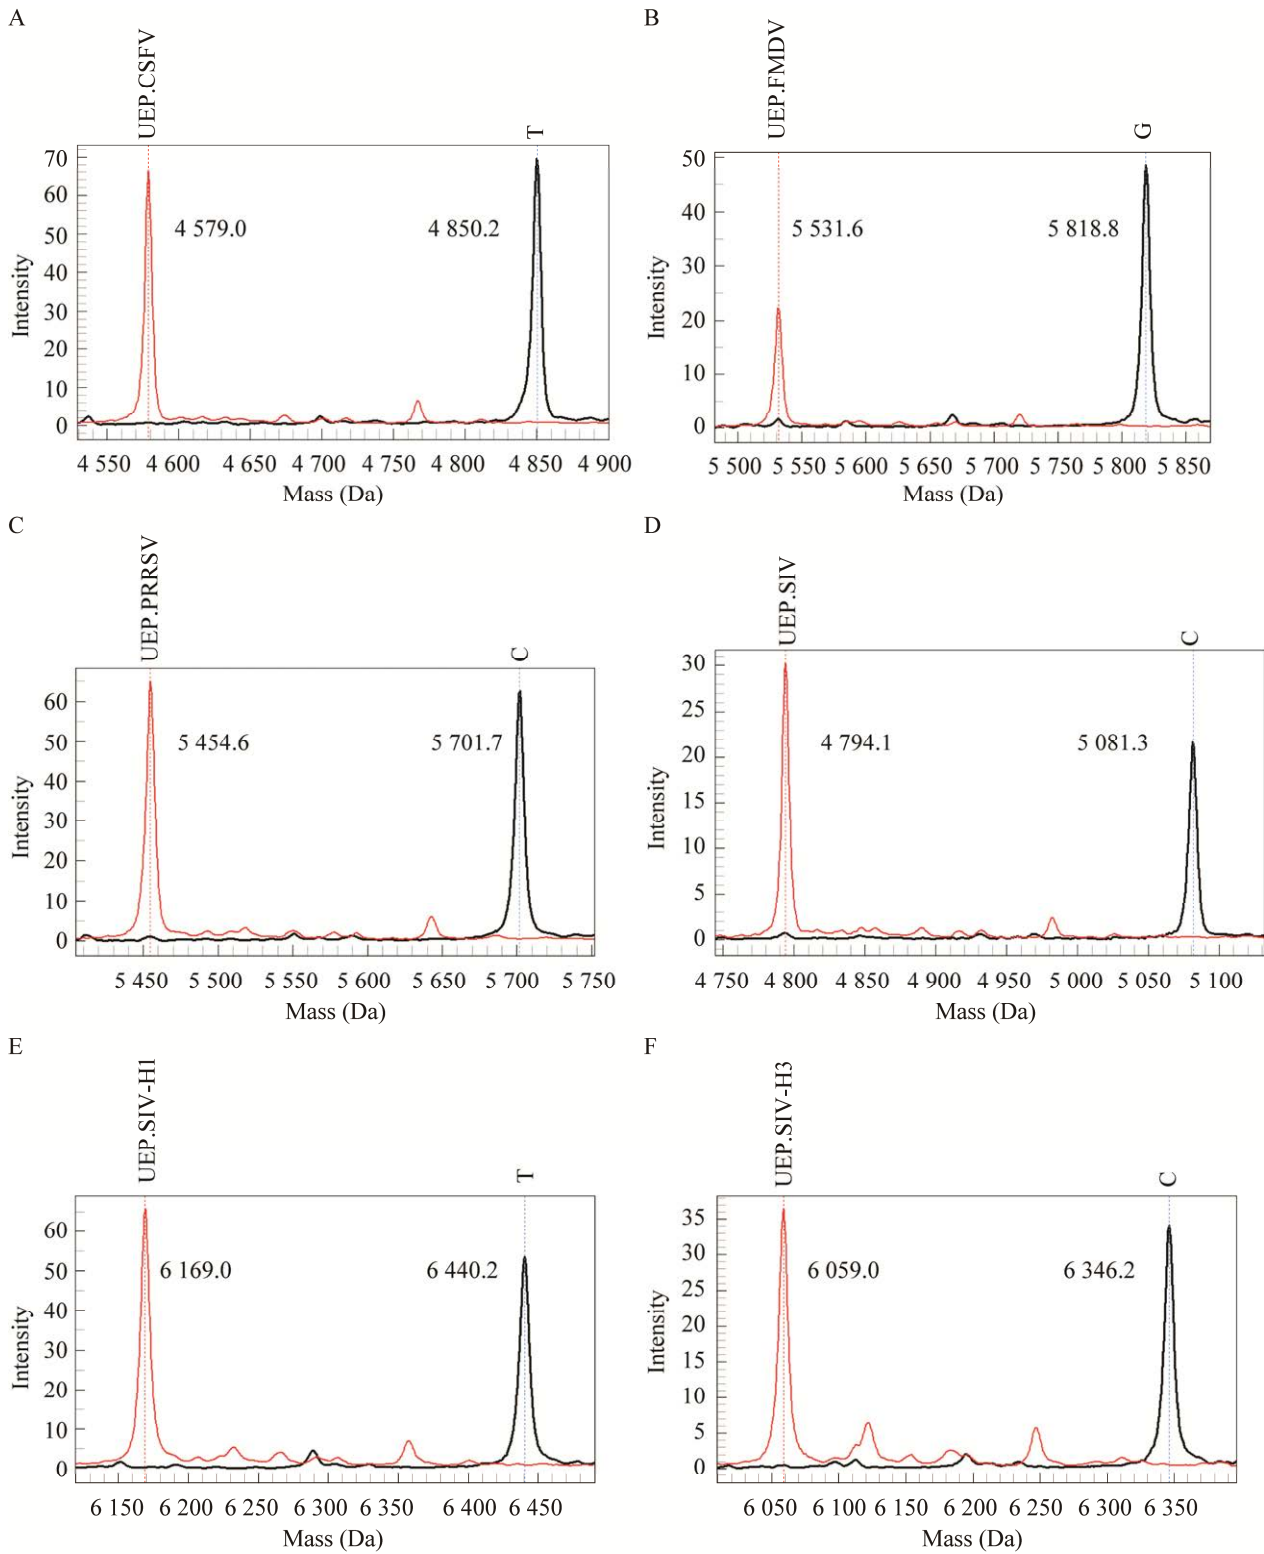 A
UEP.CSFV
T
70
60
50
40
30
20
10
0
Intensity
4 579.0
4 850.2
4 550 4 600 4 650 4 700 4 750 4 800 4 850 4 900
Mass (Da)
B
UEP.FMDV
G
50
40
30
20
10
0
Intensity
5 531.6
5 818.8
5 500 5 550 5 600 5 650 5 700 5 750 5 800 5 850
Mass (Da)
C
UEP.PRRSV
C
60
50
40
30
20
10
0
Intensity
5 454.6
5 701.7
5 450 5 500 5 550 5 600 5 650 5 700 5 750
Mass (Da)
D
UEP.SIV
C
30
25
20
15
10
5
0
Intensity
4 794.1
5 081.3
4 750 4 800 4 850 4 900 4 950 5 000 5 050 5 100
Mass (Da)
E
UEP.SIV-H1
T
60
50
40
30
20
10
0
Intensity
6 169.0
6 440.2
6 150 6 200 6 250 6 300 6 350 6 400 6 450
Mass (Da)
F
UEP.SIV-H3
C
35
30
25
20
15
10
5
0
Intensity
6 059.0
6 346.2
6 050 6 100 6 150 6 200 6 250 6 300 6 350
Mass (Da)